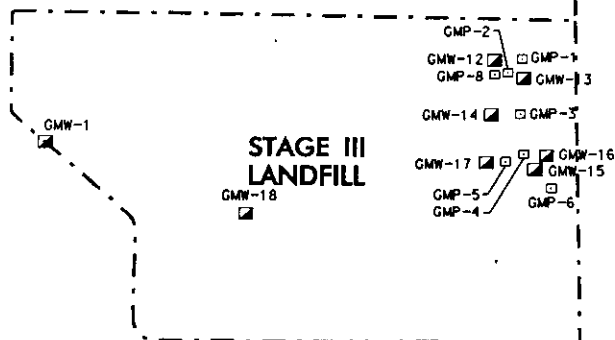 GMP-2
GMW-12
GMP-1
GMP-8
GMW-13
GMW-14
GMP-3
GMW-1
STAGE III
LANDFILL
GMW-17
GMW-16
GMW-15
GMW-18
GMP-5
GMP-4
GMP-6